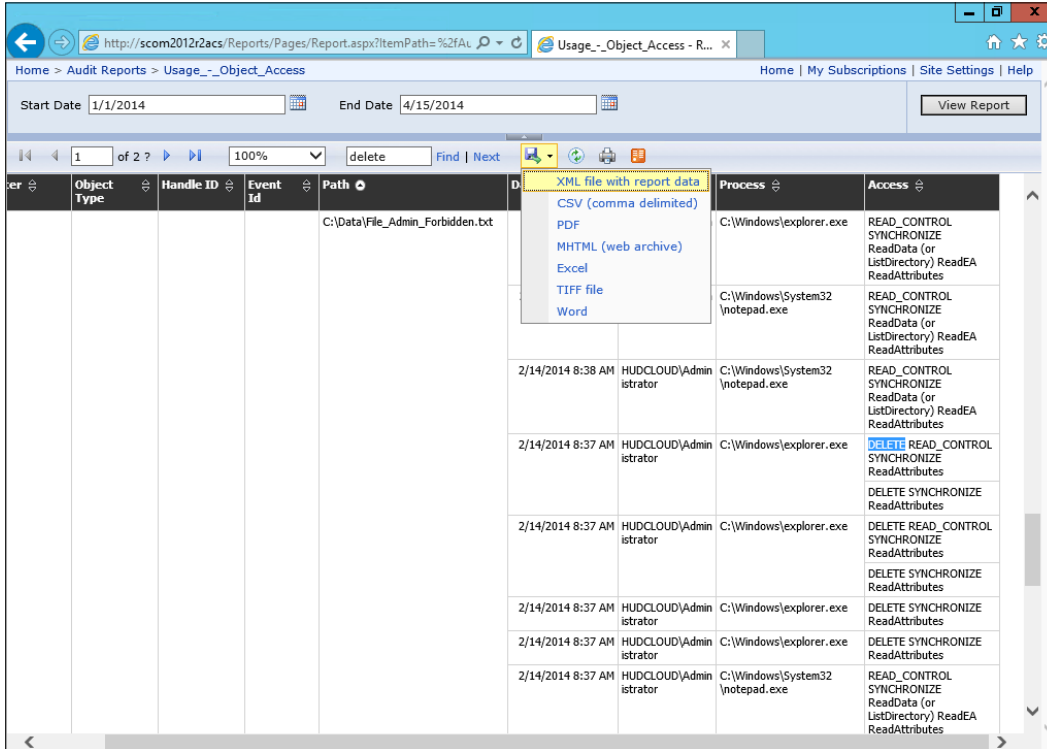 http://scom2012r2acs/Reports/Pages/Report.aspx?ItemPath=%2fAu
Usage_-_Object_Access - R...
Home > Audit Reports > Usage_-_Object_Access
Home | My Subscriptions | Site Settings | Help
Start Date 1/1/2014
End Date 4/15/2014
View Report
1 of 2 ?
100%
delete
Find | Next
XML file with report data
CSV (comma delimited)
PDF
MHTML (web archive)
Excel
TIFF file
Word
ter
Object
Type
Handle ID
Event
Id
Path
D
Process
Access
C:\Data\File_Admin_Forbidden.txt
C:\Windows\explorer.exe
READ_CONTROL
SYNCHRONIZE
ReadData (or
ListDirectory) ReadEA
ReadAttributes
C:\Windows\System32
\notepad.exe
READ_CONTROL
SYNCHRONIZE
ReadData (or
ListDirectory) ReadEA
ReadAttributes
2/14/2014 8:38 AM HUDCLOUD\Admin
istrator
C:\Windows\System32
\notepad.exe
READ_CONTROL
SYNCHRONIZE
ReadData (or
ListDirectory) ReadEA
ReadAttributes
2/14/2014 8:37 AM HUDCLOUD\Admin
istrator
C:\Windows\explorer.exe
DELETE READ_CONTROL
SYNCHRONIZE
ReadAttributes
DELETE SYNCHRONIZE
ReadAttributes
2/14/2014 8:37 AM HUDCLOUD\Admin
istrator
C:\Windows\explorer.exe
DELETE READ_CONTROL
SYNCHRONIZE
ReadAttributes
DELETE SYNCHRONIZE
ReadAttributes
2/14/2014 8:37 AM HUDCLOUD\Admin
istrator
C:\Windows\explorer.exe
DELETE SYNCHRONIZE
ReadAttributes
2/14/2014 8:37 AM HUDCLOUD\Admin
istrator
C:\Windows\explorer.exe
DELETE SYNCHRONIZE
ReadAttributes
2/14/2014 8:37 AM HUDCLOUD\Admin
istrator
C:\Windows\System32
\notepad.exe
READ_CONTROL
SYNCHRONIZE
ReadData (or
ListDirectory) ReadEA
ReadAttributes